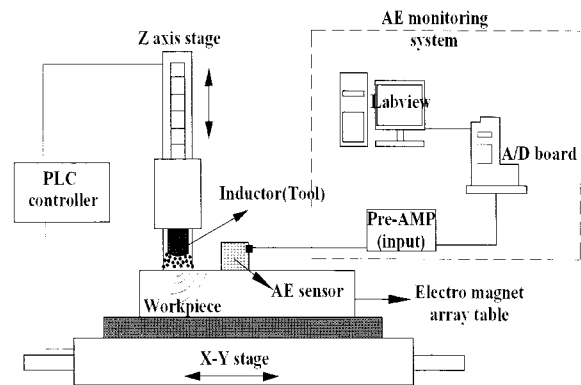 AE monitoring
system
Z axis stage
Labview
A/D board
PLC
controller
Inductor(Tool)
Pre-AMP
(input)
AE sensor
Workpiece
Electro magnet
array table
X-Y stage